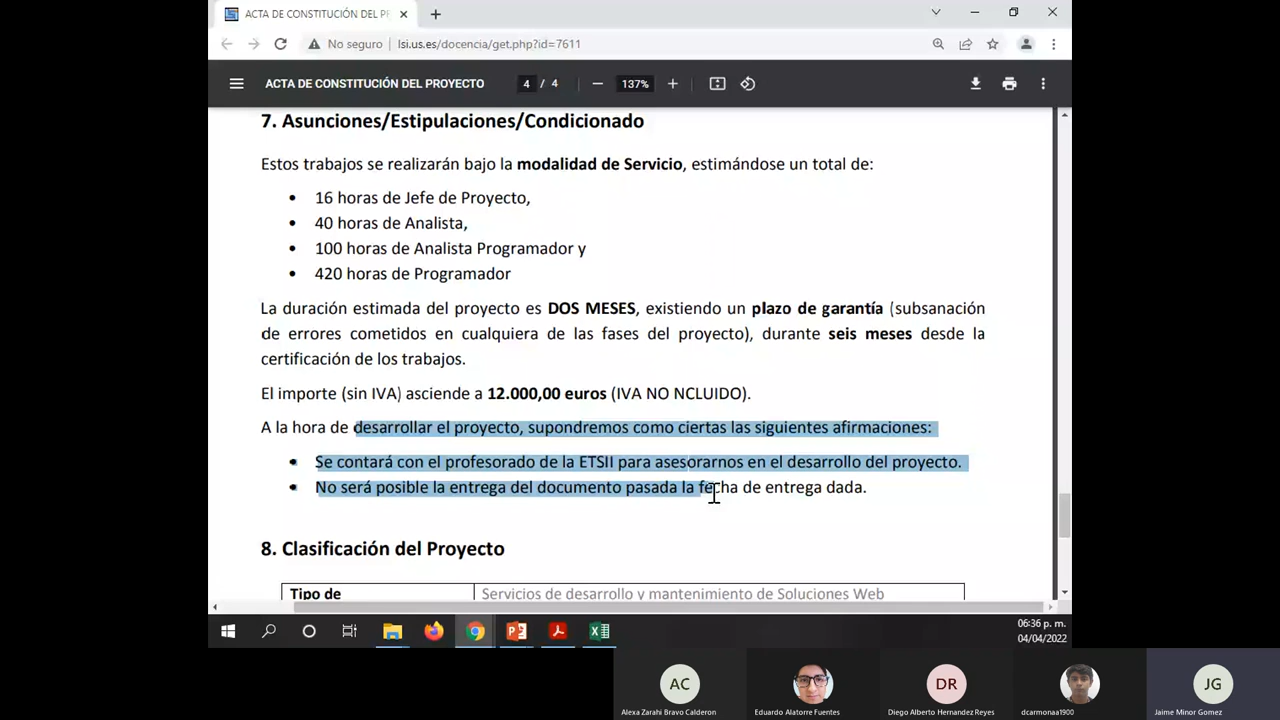 ACTA DE CONSTITUCIÓN DEL PR
No seguro
lsi.us.es/docencia/get.php?id=7611
ACTA DE CONSTITUCIÓN DEL PROYECTO
4 / 4
137%
7. Asunciones/Estipulaciones/Condicionado
Estos trabajos se realizarán bajo la modalidad de Servicio, estimándose un total de:
• 16 horas de Jefe de Proyecto,
• 40 horas de Analista,
• 100 horas de Analista Programador y
• 420 horas de Programador
La duración estimada del proyecto es DOS MESES, existiendo un plazo de garantía (subsanación
de errores cometidos en cualquiera de las fases del proyecto), durante seis meses desde la
certificación de los trabajos.
El importe (sin IVA) asciende a 12.000,00 euros (IVA NO NCLUIDO).
A la hora de desarrollar el proyecto, supondremos como ciertas las siguientes afirmaciones:
• Se contará con el profesorado de la ETSII para asesorarnos en el desarrollo del proyecto.
• No será posible la entrega del documento pasada la fecha de entrega dada.
8. Clasificación del Proyecto
Tipo de
Servicios de desarrollo y mantenimiento de Soluciones Web
06:36 p. m.
04/04/2022
AC
DR
JG
Alexa Zarahi Bravo Calderon
Eduardo Alatorre Fuentes
Diego Alberto Hernandez Reyes
dcarmonaa1900
Jaime Minor Gomez